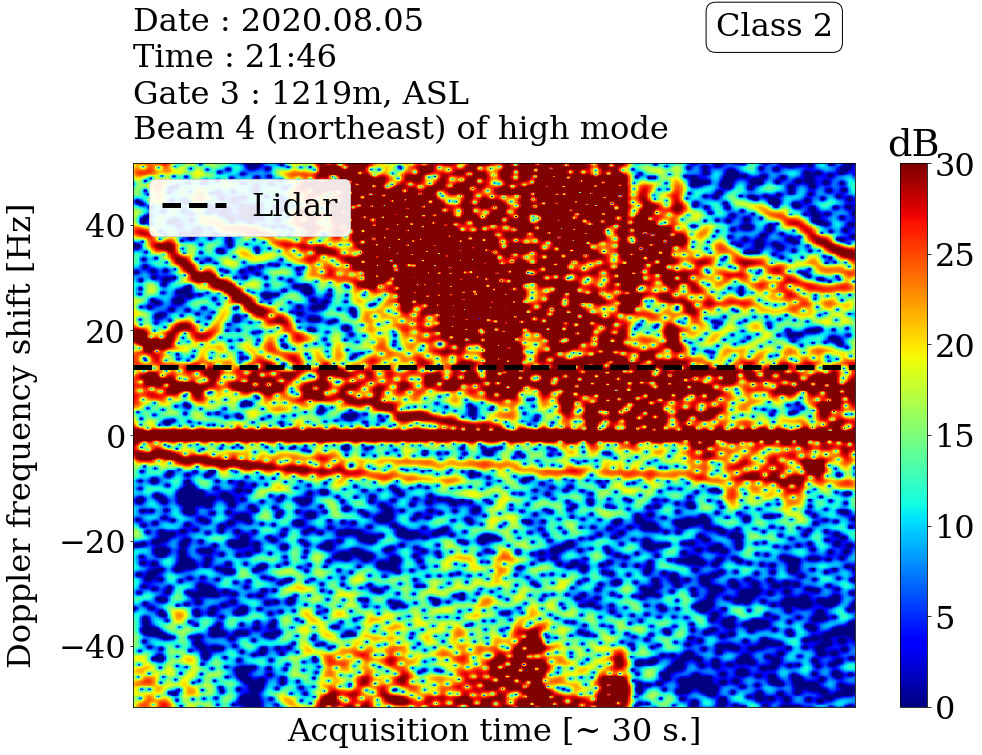 Date : 2020.08.05
Time : 21:46
Gate 3 : 1219m, ASL
Beam 4 (northeast) of high mode
Class 2
dB
Lidar
Doppler frequency shift [Hz]
40
20
0
−20
−40
30
25
20
15
10
5
0
Acquisition time [~ 30 s.]